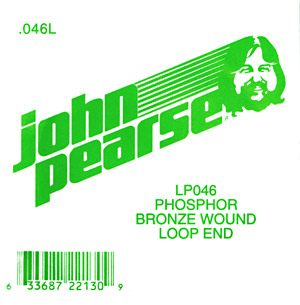 .046L
john
pearse
LP046
PHOSPHOR
BRONZE WOUND
LOOP END
6 33687 22130 9